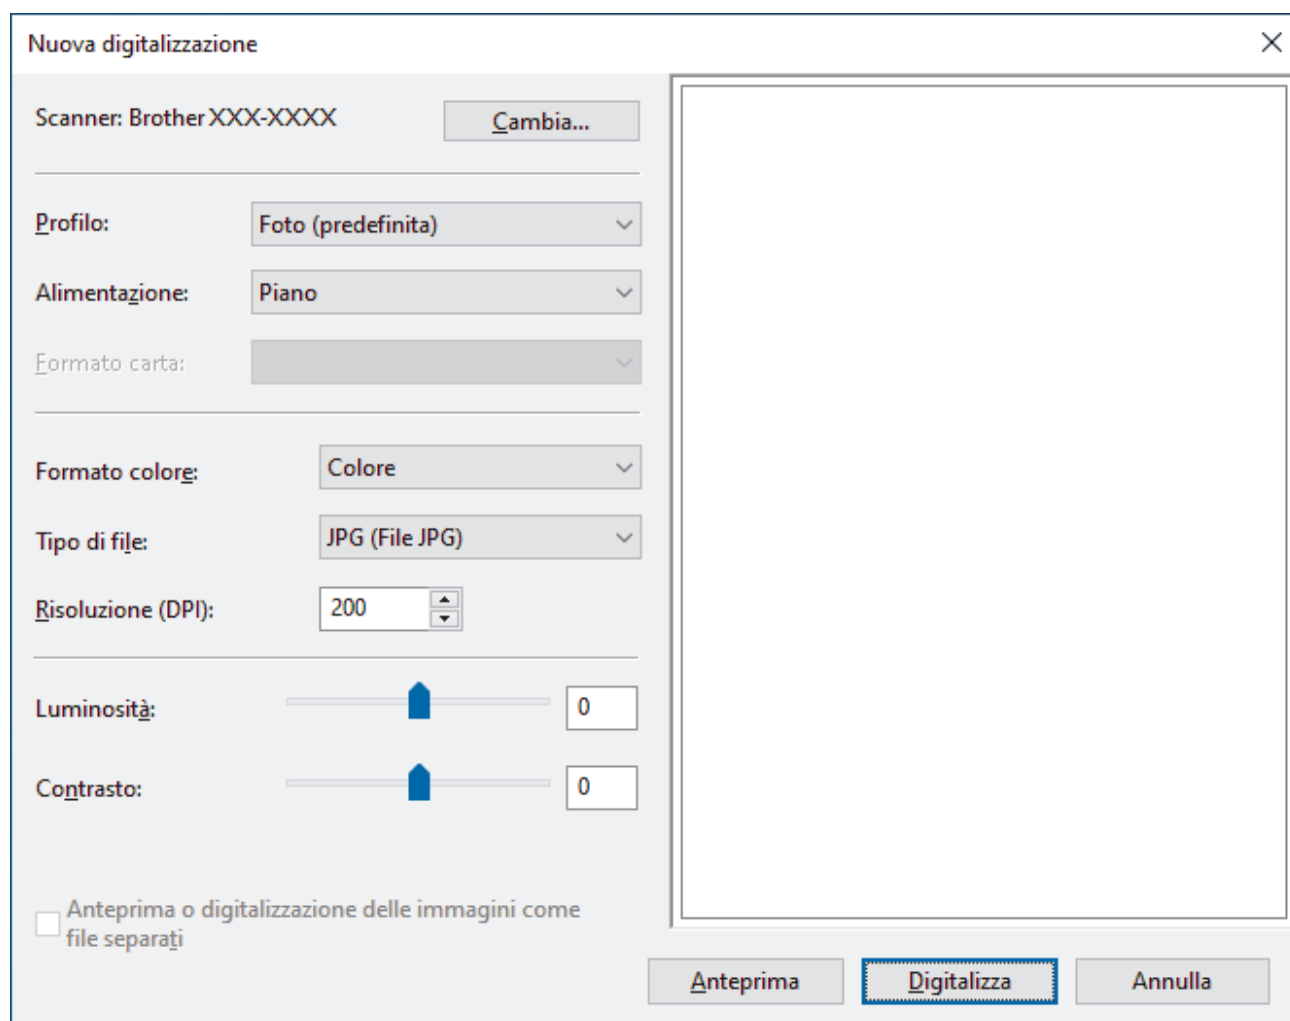 Nuova digitalizzazione
Scanner: Brother XXX-XXXX
Cambia...
Profilo:
Foto (predefinita)
Alimentazione:
Piano
Formato carta:
Formato colore:
Colore
Tipo di file:
JPG (File JPG)
Risoluzione (DPI):
200
Luminosità:
0
Contrasto:
0
Anteprima o digitalizzazione delle immagini come
file separati
Anteprima
Digitalizza
Annulla